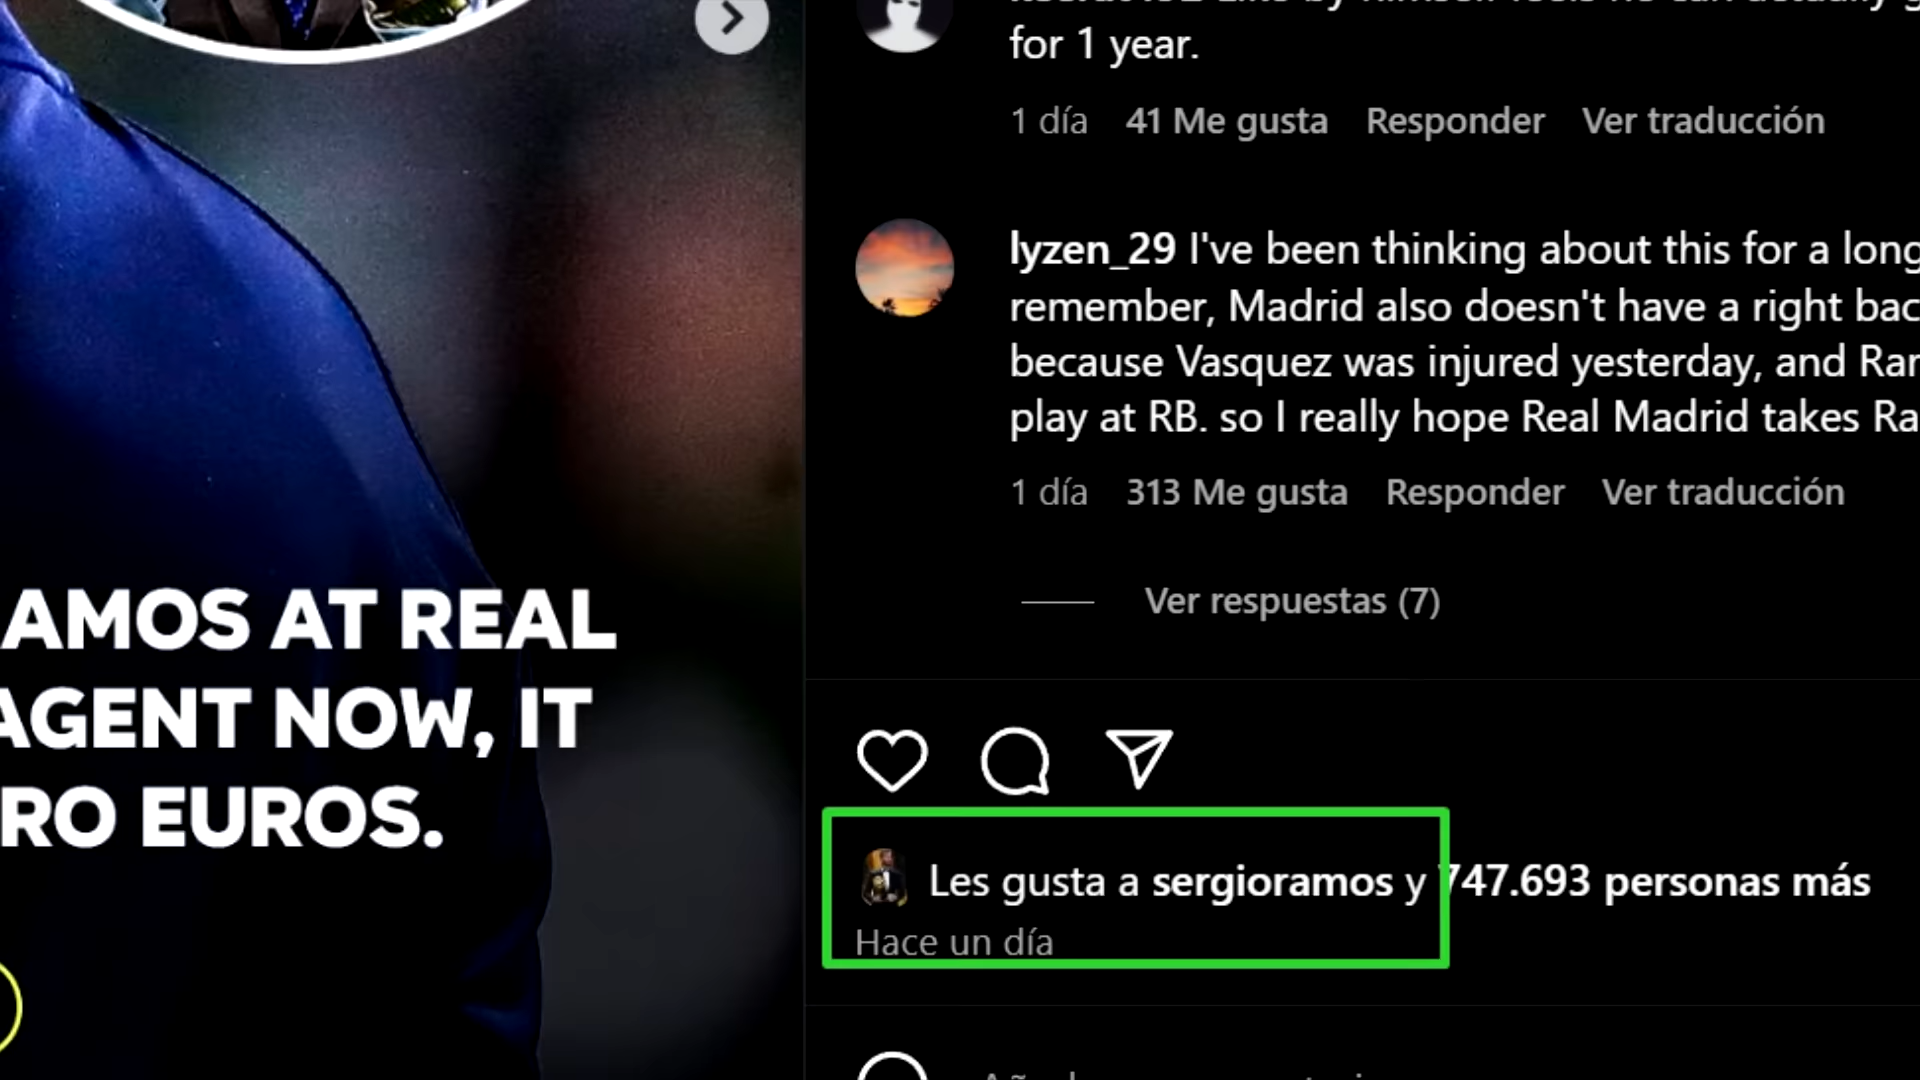 AMOS AT REAL
AGENT NOW, IT
RO EUROS.
for 1 year.
1 día 41 Me gusta Responder Ver traducción
lyzen_29 I've been thinking about this for a long
remember, Madrid also doesn't have a right bac
because Vasquez was injured yesterday, and Ram
play at RB. so I really hope Real Madrid takes Ra
1 día 313 Me gusta Responder Ver traducción
Ver respuestas (7)
Les gusta a sergioramos y 747.693 personas más
Hace un día